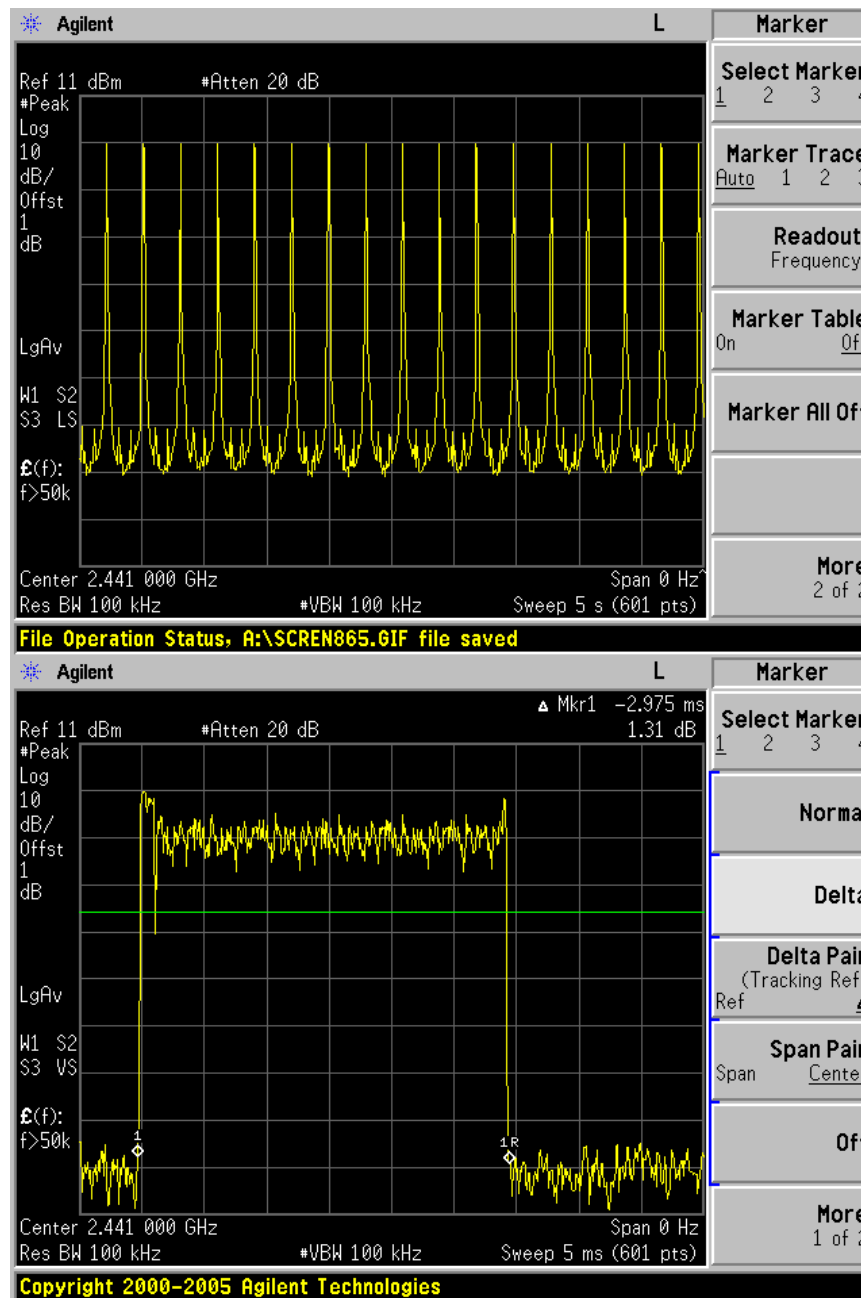 Agilent L Marker
Ref 11 dBm #Atten 20 dB
#Peak
Log
10
dB/
Offst
1
dB
LgAv
W1 S2
S3 LS
£(f):
f>50k
Center 2.441 000 GHz Span 0 Hz^
Res BW 100 kHz #VBW 100 kHz Sweep 5 s (601 pts)
File Operation Status, A:\SCREN865.GIF file saved
Select Marker
1 2 3 4
Marker Trace
Auto 1 2 3
Readout
Frequency
Marker Table
On Of
Marker All Of
More
2 of 2
Agilent L Marker
Δ Mkr1 -2.975 ms
Ref 11 dBm #Atten 20 dB 1.31 dB
#Peak
Log
10
dB/
Offst
1
dB
LgAv
W1 S2
S3 VS
£(f):
f>50k
1
1R
Center 2.441 000 GHz Span 0 Hz
Res BW 100 kHz #VBW 100 kHz Sweep 5 ms (601 pts)
Copyright 2000-2005 Agilent Technologies
Select Marker
1 2 3 4
Norma
Delta
Delta Pair
(Tracking Ref
Ref Δ
Span Pair
Span Cente
Of
More
1 of 2